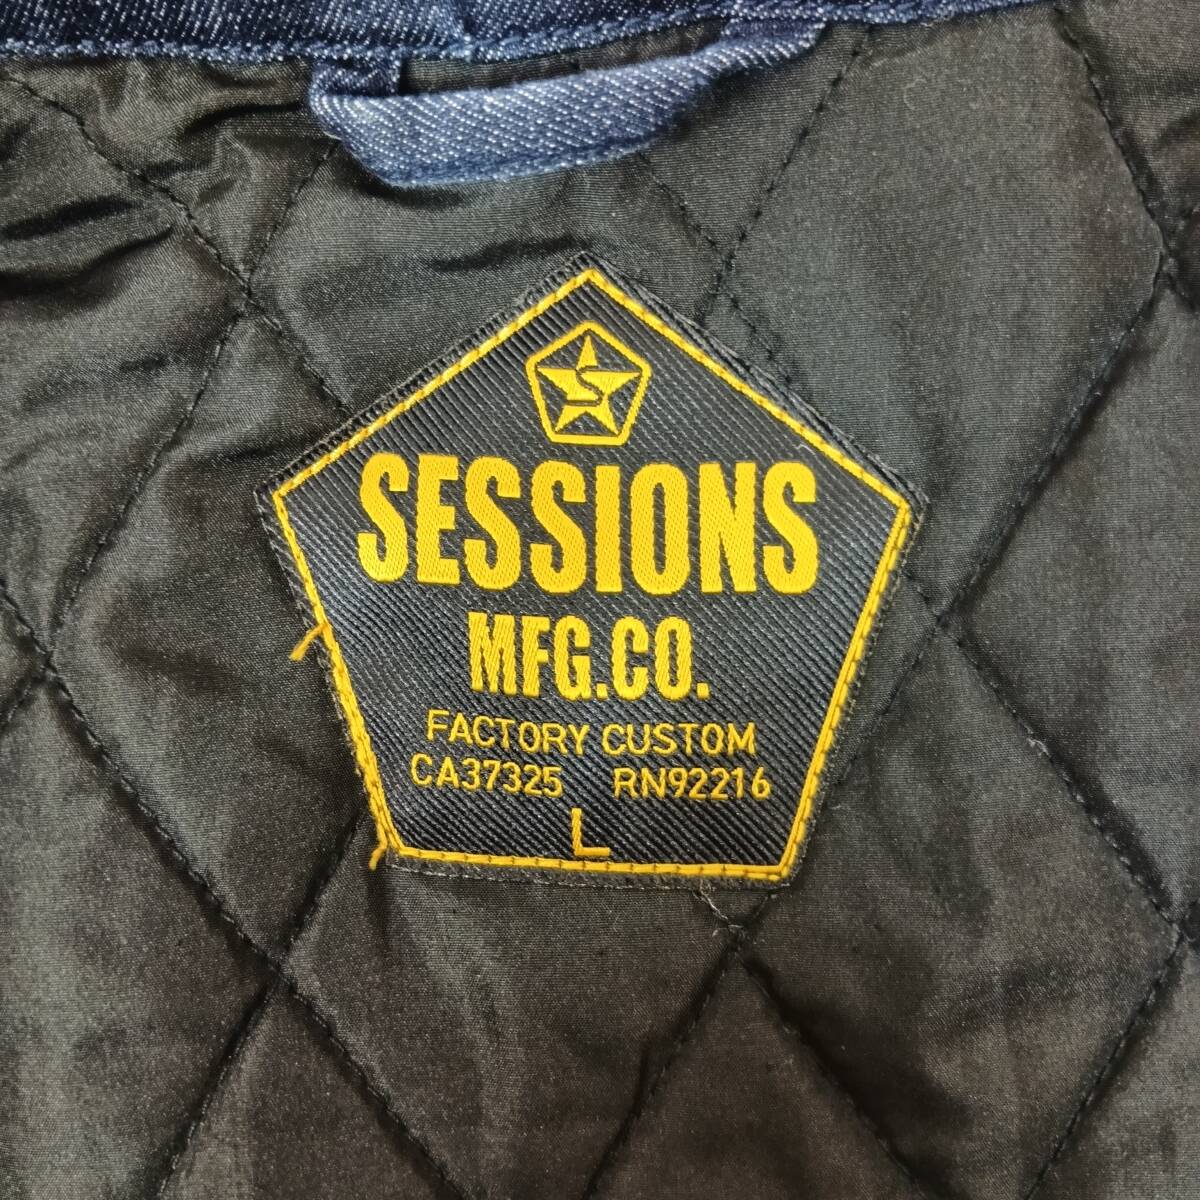 S
SESSIONS
MFG.CO.
FACTORY CUSTOM
CA37325 RN92216
L